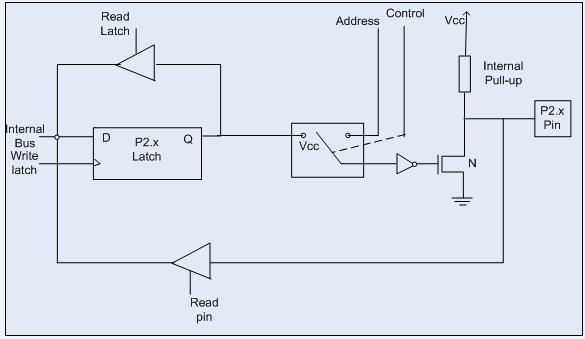 Read
Latch
Address
Control
Vcc
Internal
Pull-up
P2.x
Pin
Internal
Bus
Write
latch
D
P2.x
Latch
Q
Vcc
N
Read
pin